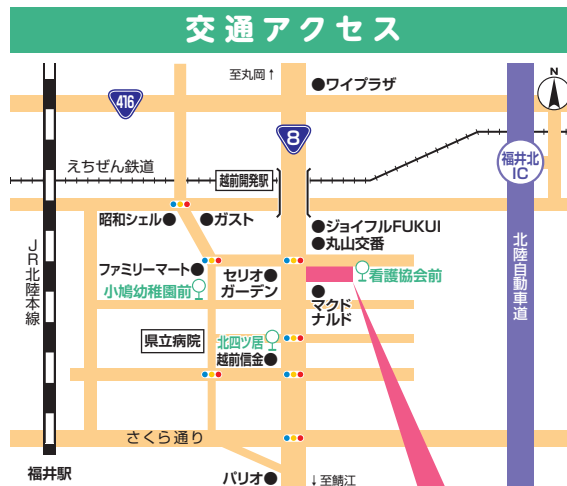 交通アクセス
至丸岡↑
ワイプラザ
N
416
8
福井北
IC
えちぜん鉄道
越前開発駅
昭和シェル
ガスト
ジョイフルFUKUI
丸山交番
JR北陸本線
北陸自動車道
ファミリーマート
セリオ
ガーデン
看護協会前
小鳩幼稚園前
マクド
ナルド
県立病院
北四ツ居
越前信金
さくら通り
福井駅
パリオ
↓至鯖江